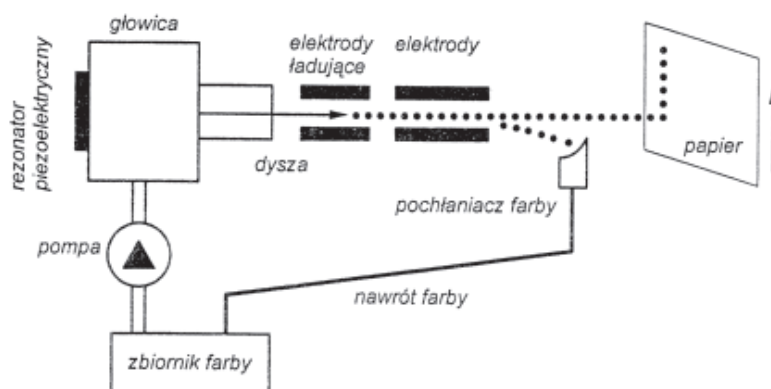 głowica
rezonator
piezoelektryczny
elektrody
ładujące
elektrody
dysza
papier
pochłaniacz farby
pompa
nawrót farby
zbiornik farby